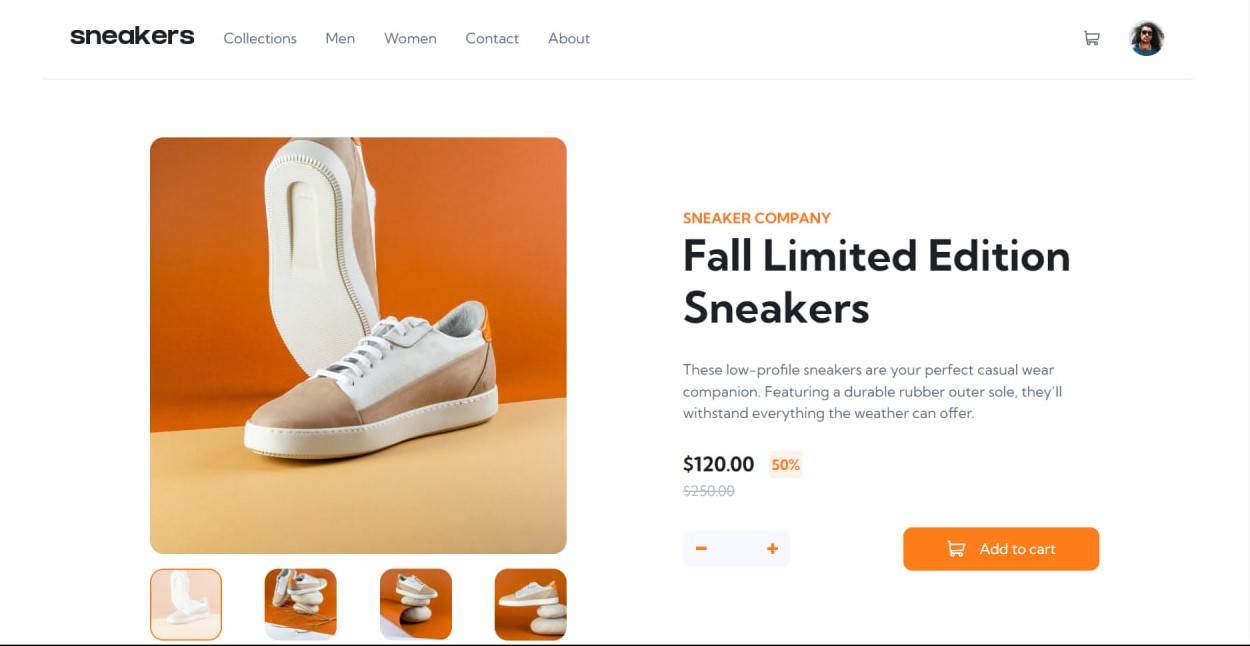 sneakers
Collections Men Women Contact About
SNEAKER COMPANY
Fall Limited Edition
Sneakers
These low-profile sneakers are your perfect casual wear
companion. Featuring a durable rubber outer sole, they'll
withstand everything the weather can offer.
$120.00 50%
$250.00
Add to cart